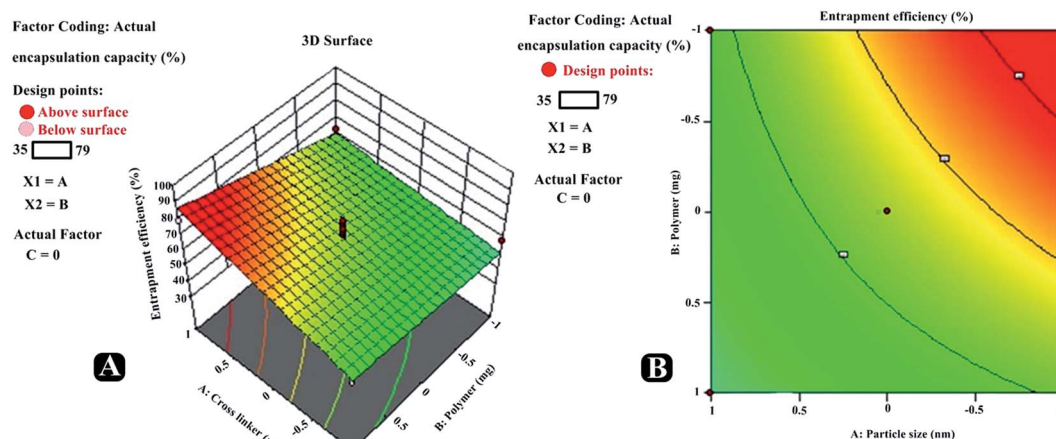 Factor Coding: Actual
encapsulation capacity (%)
Design points:
Above surface
Below surface
35 79
X1 = A
X2 = B
Actual Factor
C = 0
3D Surface
Entrapment efficiency (%)
100
90
80
70
60
50
40
30
1
0.5
0
-0.5
A: Cross linker (
-1
-0.5
0
0.5
B: Polymer (mg)
A
Factor Coding: Actual
encapsulation capacity (%)
Design points:
35 79
X1 = A
X2 = B
Actual Factor
C = 0
B
Entrapment efficiency (%)
-1
-0.5
0
0.5
1
B: Polymer (mg)
1
0.5
0
-0.5
A: Particle size (nm)